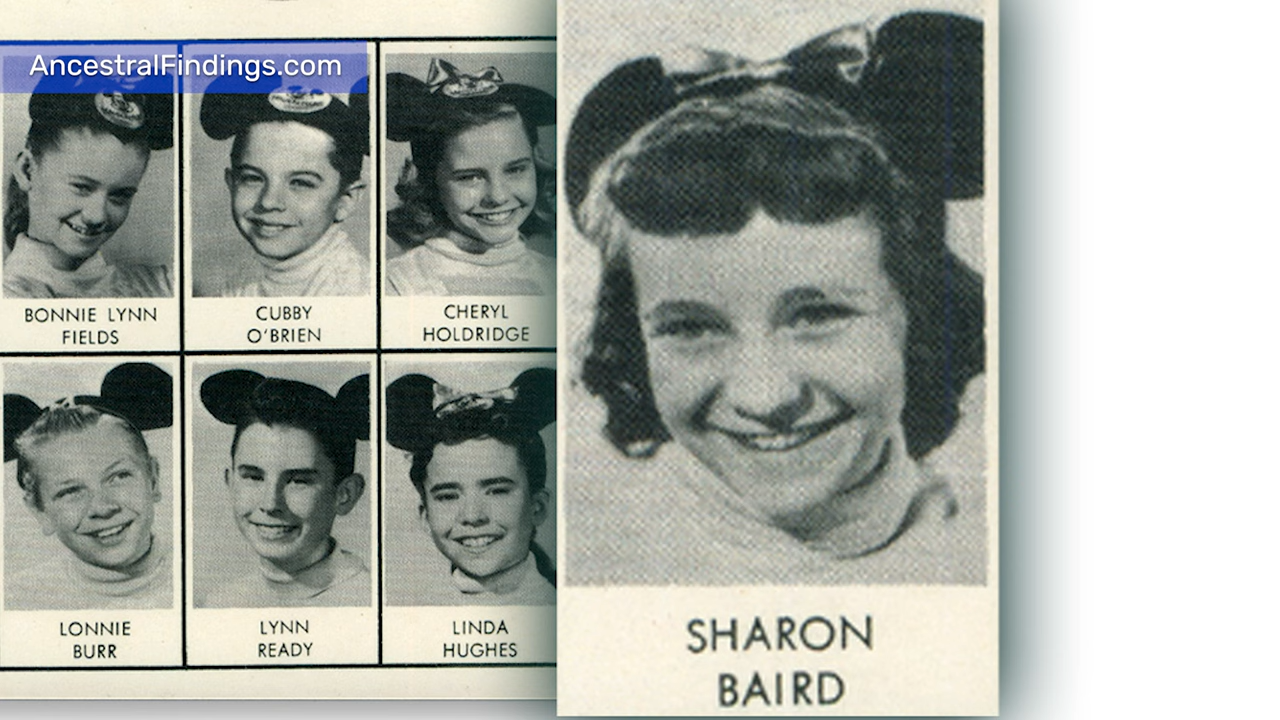 AncestralFindings.com
BONNIE LYNN
FIELDS
CUBBY
O'BRIEN
CHERYL
HOLDRIDGE
LONNIE
BURR
LYNN
READY
LINDA
HUGHES
SHARON
BAIRD